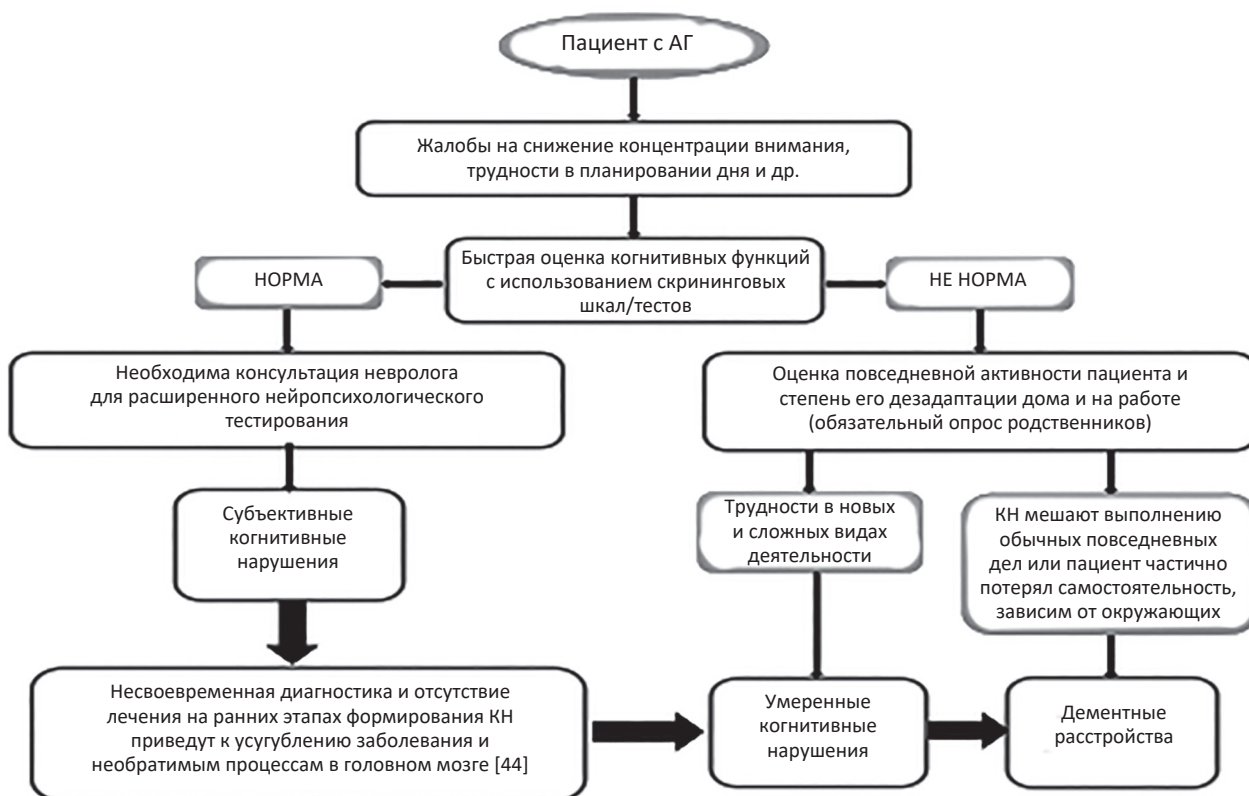 Пациент с АГ
Жалобы на снижение концентрации внимания,
трудности в планировании дня и др.
Быстрая оценка когнитивных функций
с использованием скрининговых
шкал/тестов
НОРМА
НЕ НОРМА
Необходима консультация невролога
для расширенного нейропсихологического
тестирования
Оценка повседневной активности пациента и
степень его дезадаптации дома и на работе
(обязательный опрос родственников)
Субъективные
когнитивные
нарушения
Трудности в новых
и сложных видах
деятельности
КН мешают выполнению
обычных повседневных
дел или пациент частично
потерял самостоятельность,
зависим от окружающих
Несвоевременная диагностика и отсутствие
лечения на ранних этапах формирования КН
приведут к усугублению заболевания и
необратимым процессам в головном мозге [44]
Умеренные
когнитивные
нарушения
Дементные
расстройства